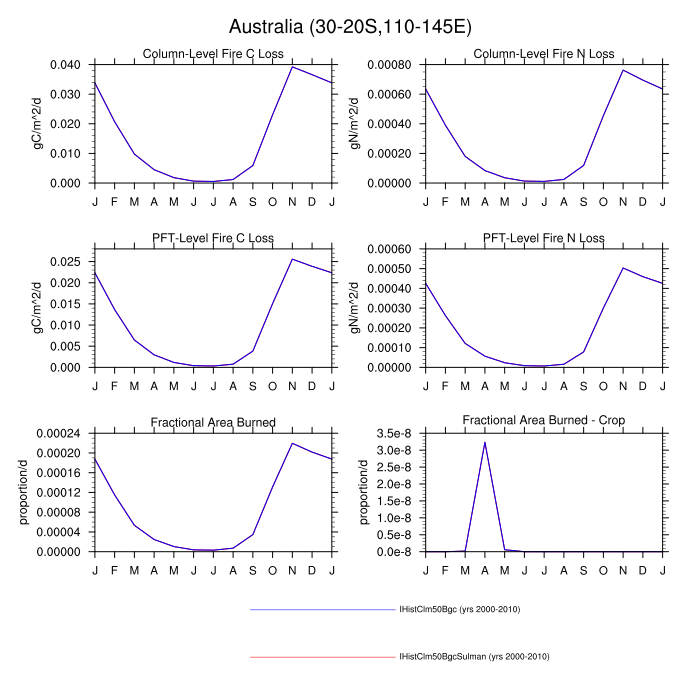 Australia (30-20S,110-145E)
Column-Level Fire C Loss
gC/m^2/d
0.040
0.030
0.020
0.010
0.000
J F M A M J J A S O N D J
Column-Level Fire N Loss
gN/m^2/d
0.00080
0.00060
0.00040
0.00020
0.00000
J F M A M J J A S O N D J
PFT-Level Fire C Loss
gC/m^2/d
0.025
0.020
0.015
0.010
0.005
0.000
J F M A M J J A S O N D J
PFT-Level Fire N Loss
gN/m^2/d
0.00060
0.00050
0.00040
0.00030
0.00020
0.00010
0.00000
J F M A M J J A S O N D J
Fractional Area Burned
proportion/d
0.00024
0.00020
0.00016
0.00012
0.00008
0.00004
0.00000
J F M A M J J A S O N D J
Fractional Area Burned - Crop
proportion/d
3.5e-8
3.0e-8
2.5e-8
2.0e-8
1.5e-8
1.0e-8
0.5e-8
0.0e-8
J F M A M J J A S O N D J
IHistClm50Bgc (yrs 2000-2010)
IHistClm50BgcSulman (yrs 2000-2010)